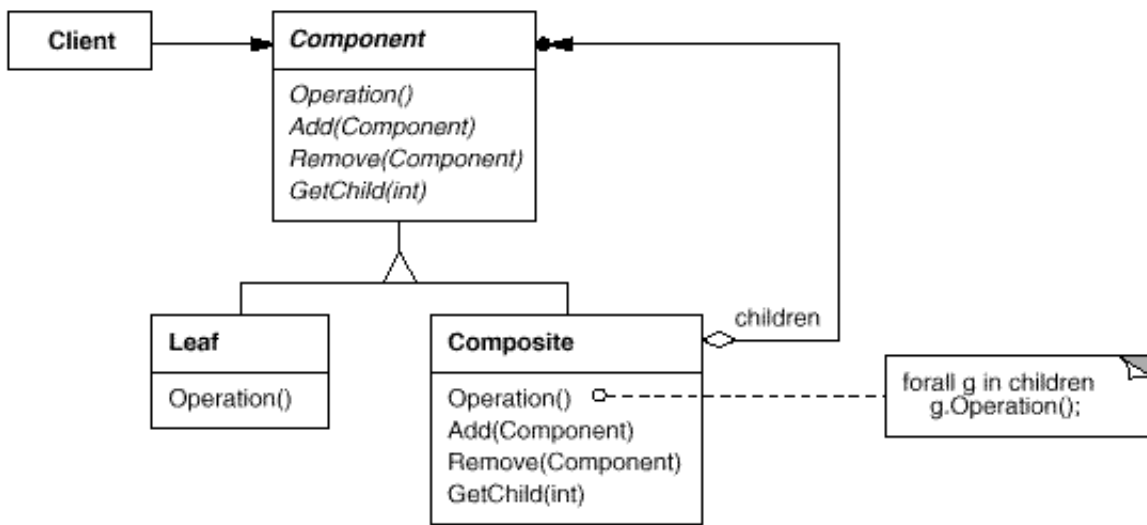 Client
Component
Operation()
Add(Component)
Remove(Component)
GetChild(int)
Leaf
Operation()
Composite
Operation()
Add(Component)
Remove(Component)
GetChild(int)
children
forall g in children
g.Operation();